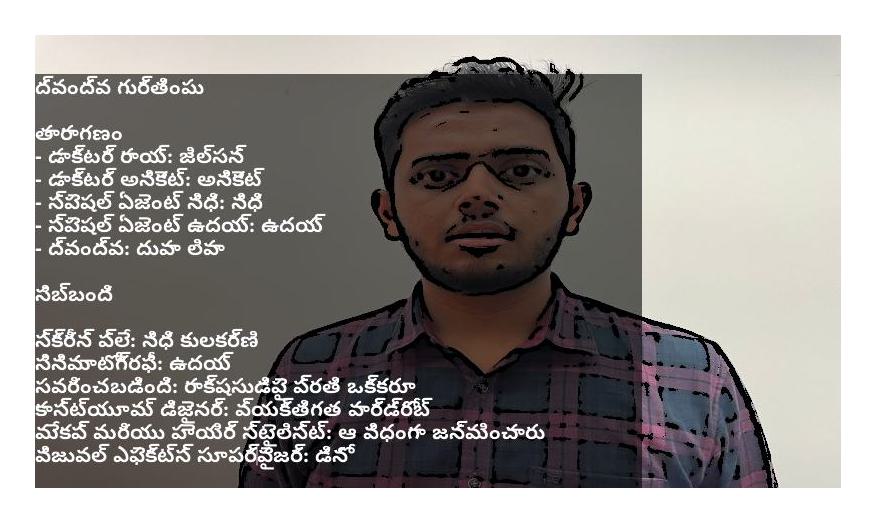 ద్వంద్వ గుర్తింపు
తారాగణం
- డాక్టర్ రాయ్: జిల్సన్
- డాక్టర్ అనికెట్: అనికెట్
- స్పెషల్ ఏజెంట్ నిధి: నిధి
- స్పెషల్ ఏజెంట్ ఉదయ్: ఉదయ్
- ద్వంద్వ: దువా లిపా
సిబ్బంది
స్క్రీన్ ప్లే: నిధి కులకర్ణి
సినిమాటోగ్రఫీ: ఉదయ్
సవరించబడింది: రాక్షసుడిపై ప్రతి ఒక్కరూ
కాస్ట్యూమ్ డిజైనర్: వ్యక్తిగత వార్డ్రోబ్
మేకప్ మరియు హెయిర్ స్టైలిస్ట్: ఆ విధంగా జన్మించారు
విజువల్ ఎఫెక్ట్స్ సూపర్వైజర్: డినో